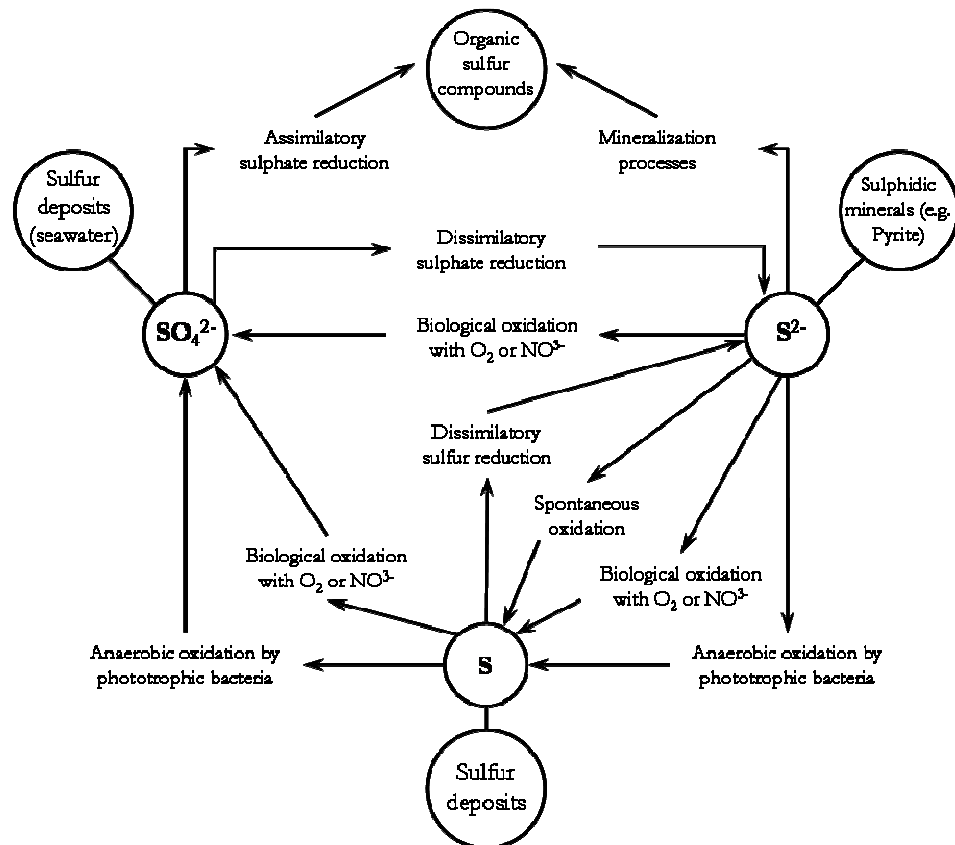 Organic
sulfur
compounds
Assimilatory
sulphate reduction
Mineralization
processes
Sulfur
deposits
(seawater)
Sulphidic
minerals (e.g.
Pyrite)
Dissimilatory
sulphate reduction
SO₄²⁻
Biological oxidation
with O₂ or NO³⁻
S²⁻
Dissimilatory
sulfur reduction
Spontaneous
oxidation
Biological oxidation
with O₂ or NO³⁻
Biological oxidation
with O₂ or NO³⁻
Anaerobic oxidation by
phototrophic bacteria
S
Anaerobic oxidation by
phototrophic bacteria
Sulfur
deposits